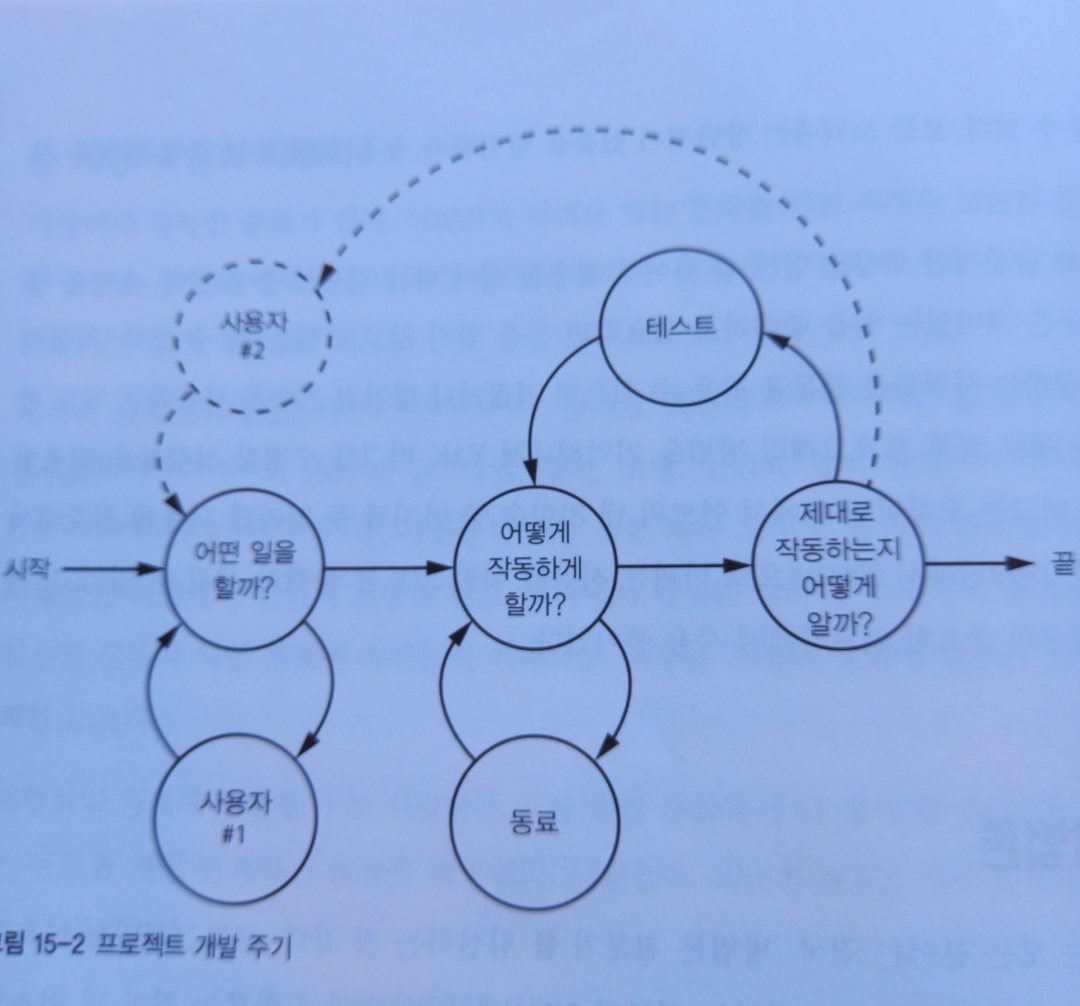 사용자
#2
테스트
시작
어떤 일을
할까?
어떻게
작동하게
할까?
제대로
작동하는지
어떻게
알까?
끝
사용자
#1
동료
그림 15-2 프로젝트 개발 주기